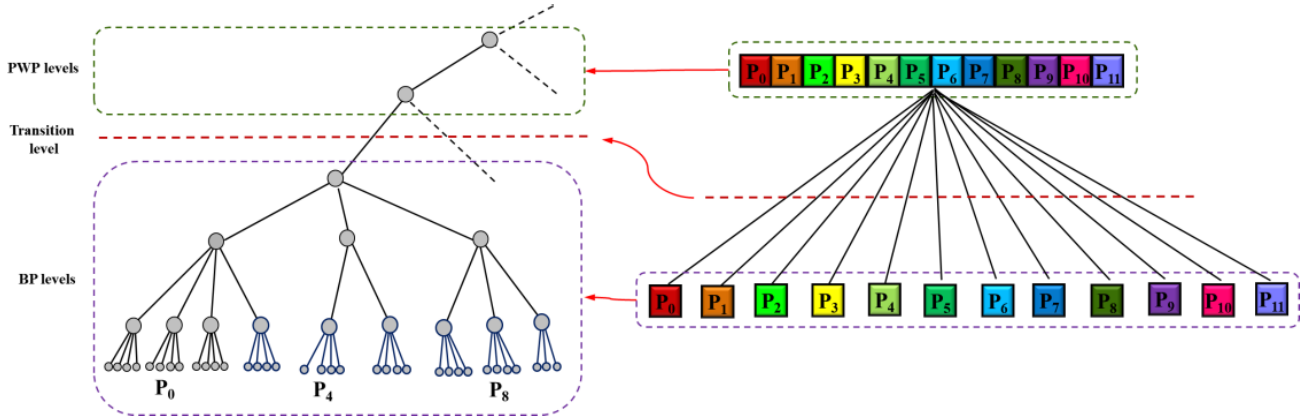 PWP levels
Transition
level
BP levels
P0
P4
P8
P0 P1 P2 P3 P4 P5 P6 P7 P8 P9 P10 P11
P0 P1 P2 P3 P4 P5 P6 P7 P8 P9 P10 P11